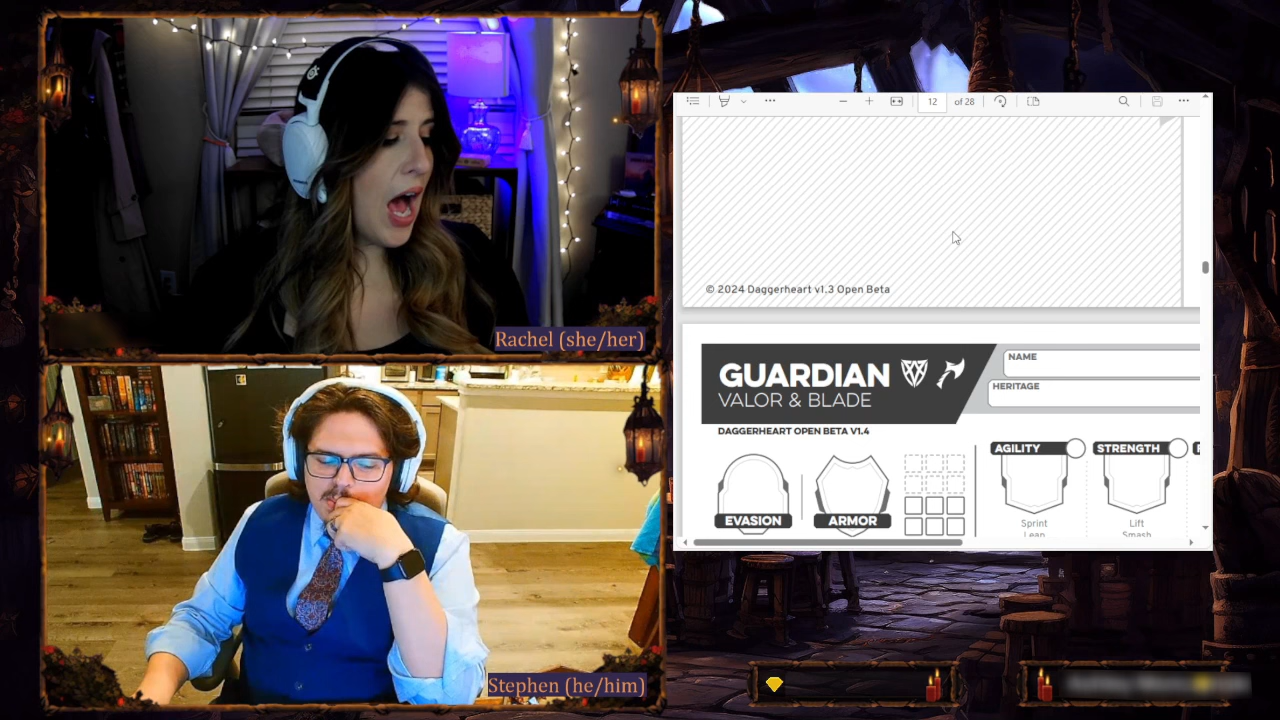 Rachel (she/her)
Stephen (he/him)
12 of 28
© 2024 Daggerheart v1.3 Open Beta
GUARDIAN
VALOR & BLADE
NAME
HERITAGE
DAGGERHEART OPEN BETA V1.4
AGILITY
STRENGTH
EVASION
ARMOR
Sprint
Lift
Leap
Smash